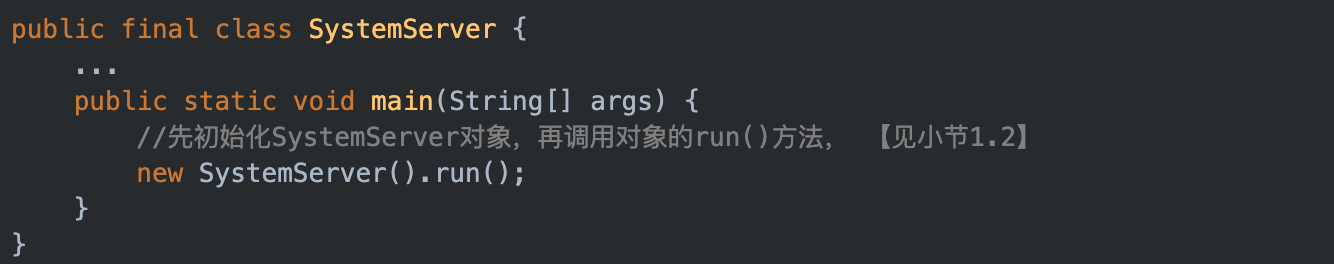 public final class SystemServer {
    ...
    public static void main(String[] args) {
        //先初始化SystemServer对象，再调用对象的run()方法， 【见小节1.2】
        new SystemServer().run();
    }
}